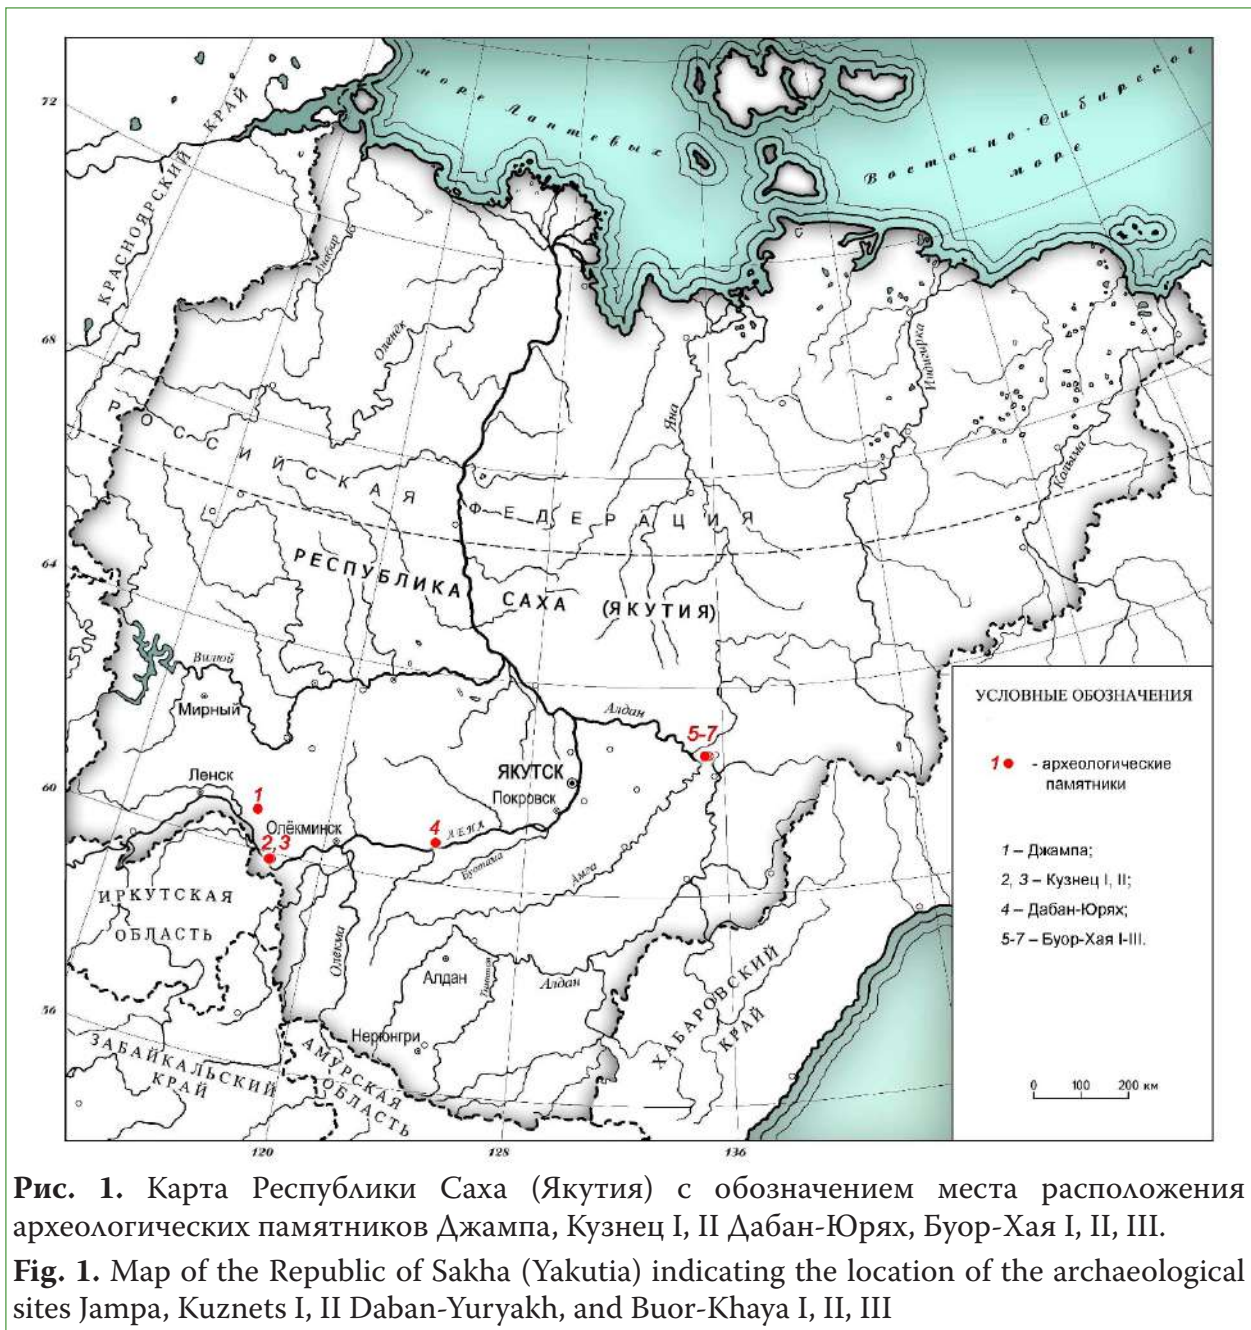 72
68
64
60
56
120
128
136
КРАСНОЯРСКИЙ КРАЙ
море Лаптевых
Восточно-Сибирское
море
Анабар
Оленёк
Яна
Индигирка
Колыма
РОССИЙСКАЯ ФЕДЕРАЦИЯ
РЕСПУБЛИКА САХА (ЯКУТИЯ)
Вилюй
Мирный
Алдан
5-7
Ленск
1
ЯКУТСК
Покровск
Олёкминск
2,3
4
ЛЕНА
Буотама
Амга
ИРКУТСКАЯ
ОБЛАСТЬ
Олёкма
Алдан
Алдан
Нерюнгри
ХАБАРОВСКИЙ
КРАЙ
ЗАБАЙКАЛЬСКИЙ
КРАЙ
АМУРСКАЯ
ОБЛАСТЬ
УСЛОВНЫЕ ОБОЗНАЧЕНИЯ
1 - археологические
памятники
1 – Джампа;
2, 3 – Кузнец I, II;
4 – Дабан-Юрях;
5-7 – Буор-Хая I-III.
0 100 200 км
Рис. 1. Карта Республики Саха (Якутия) с обозначением места расположения
археологических памятников Джампа, Кузнец I, II Дабан-Юрях, Буор-Хая I, II, III.
Fig. 1. Map of the Republic of Sakha (Yakutia) indicating the location of the archaeological
sites Jampa, Kuznets I, II Daban-Yuryakh, and Buor-Khaya I, II, III